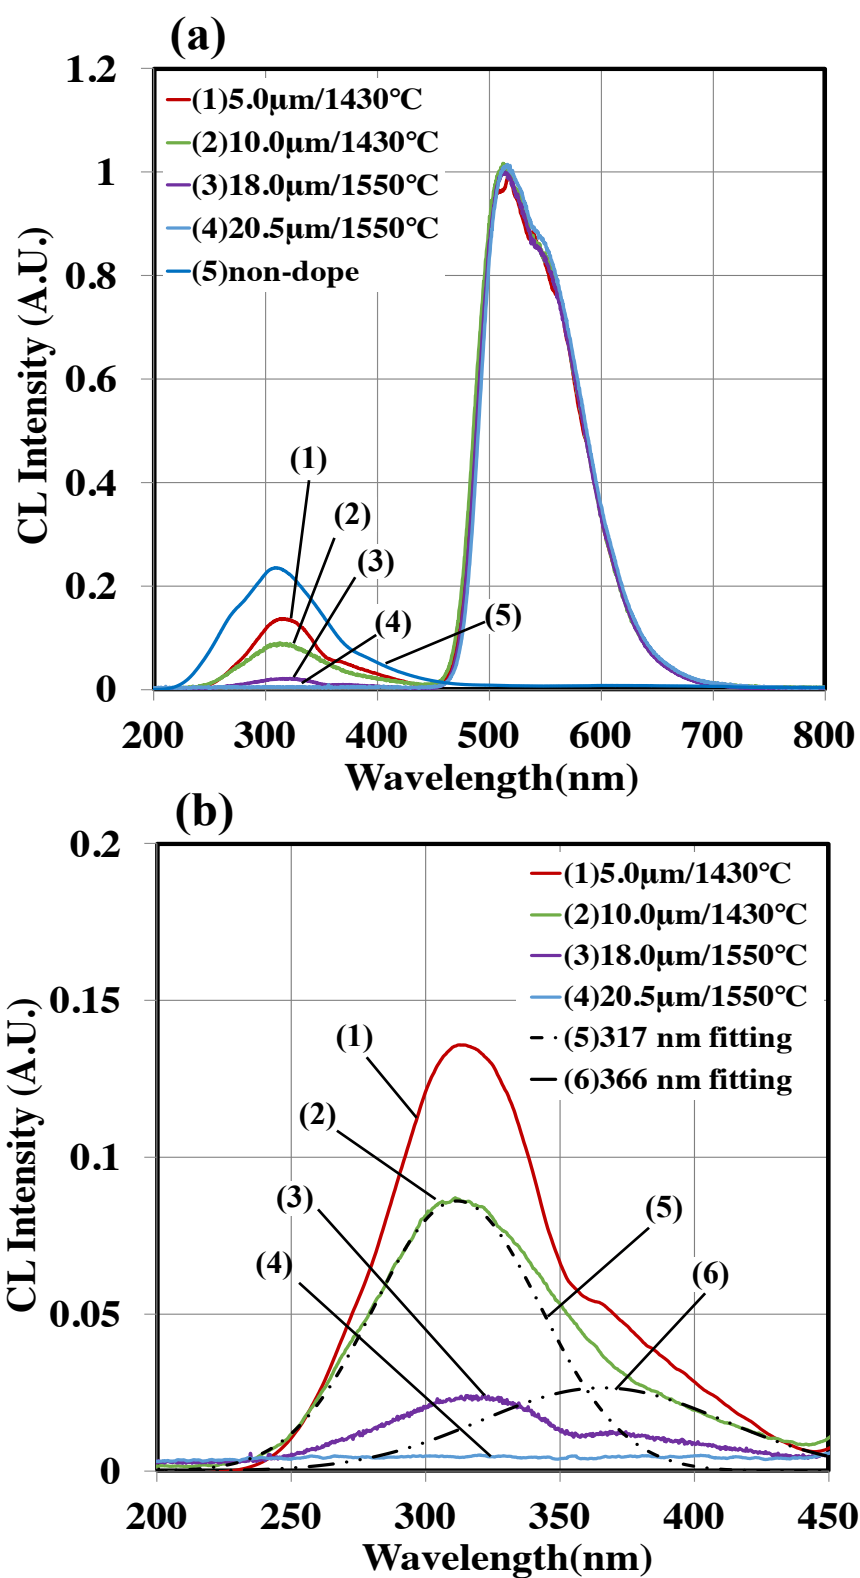 (a)
1.2
1
0.8
0.6
0.4
0.2
0
CL Intensity (A.U.)
(1)5.0μm/1430℃
(2)10.0μm/1430℃
(3)18.0μm/1550℃
(4)20.5μm/1550℃
(5)non-dope
(1)
(2)
(3)
(4)
(5)
200 300 400 500 600 700 800
Wavelength(nm)
(b)
0.2
0.15
0.1
0.05
0
CL Intensity (A.U.)
(1)5.0μm/1430℃
(2)10.0μm/1430℃
(3)18.0μm/1550℃
(4)20.5μm/1550℃
(5)317 nm fitting
(6)366 nm fitting
(1)
(2)
(3)
(4)
(5)
(6)
200 250 300 350 400 450
Wavelength(nm)